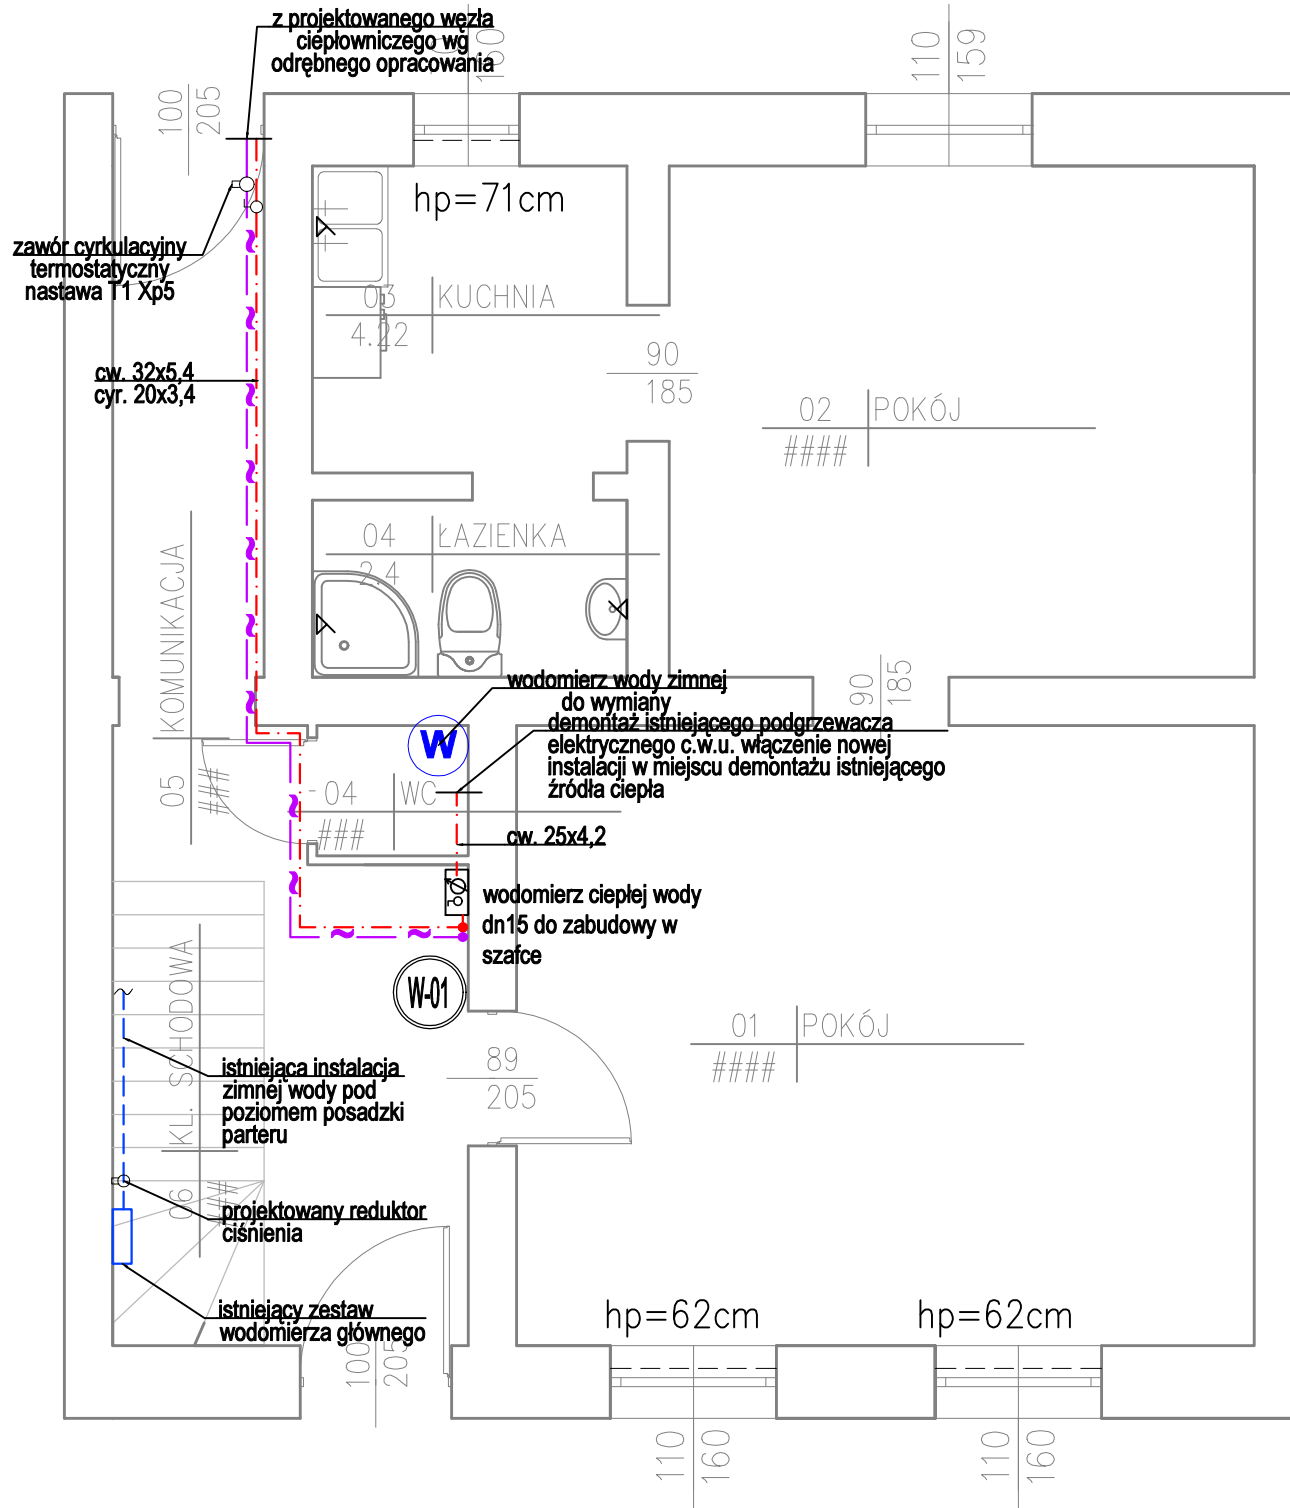 z projektowanego węzła
ciepłowniczego wg
odrębnego opracowania
160
110
159
100
205
hp=71cm
zawór cyrkulacyjny
termostatyczny
nastawa T1 Xp5
03 KUCHNIA
4.22
cw. 32x5,4
cyr. 20x3,4
90
185
02 POKÓJ
####
04 ŁAZIENKA
2.4
05 KOMUNIKACJA
###
90
185
wodomierz wody zimnej
do wymiany
W
demontaż istniejącego podgrzewacza
elektrycznego c.w.u. włączenie nowej
instalacji w miejscu demontażu istniejącego
źródła ciepła
04 WC
###
cw. 25x4,2
wodomierz ciepłej wody
dn15 do zabudowy w
szafce
W-01
01 POKÓJ
####
89
205
06 KL. SCHODOWA
###
istniejąca instalacja
zimnej wody pod
poziomem posadzki
parteru
projektowany reduktor
ciśnienia
istniejący zestaw
wodomierza głównego
100
205
hp=62cm
hp=62cm
110
160
110
160